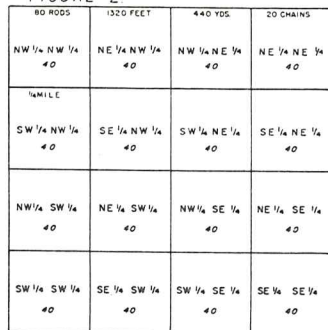 FIGURE 2.
80 RODS 1320 FEET 440 YDS. 20 CHAINS
NW 1/4 NW 1/4 NE 1/4 NW 1/4 NW 1/4 NE 1/4 NE 1/4 NE 1/4
40 40 40 40
1/4 MILE
SW 1/4 NW 1/4 SE 1/4 NW 1/4 SW 1/4 NE 1/4 SE 1/4 NE 1/4
40 40 40 40
NW 1/4 SW 1/4 NE 1/4 SW 1/4 NW 1/4 SE 1/4 NE 1/4 SE 1/4
40 40 40 40
SW 1/4 SW 1/4 SE 1/4 SW 1/4 SW 1/4 SE 1/4 SE 1/4 SE 1/4
40 40 40 40